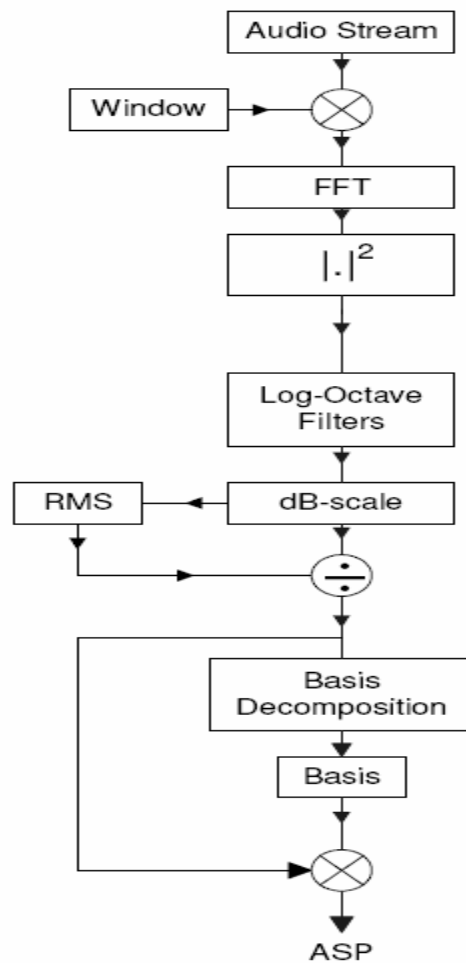 Audio Stream
Window
FFT
|.|²
Log-Octave
Filters
RMS
dB-scale
Basis
Decomposition
Basis
ASP